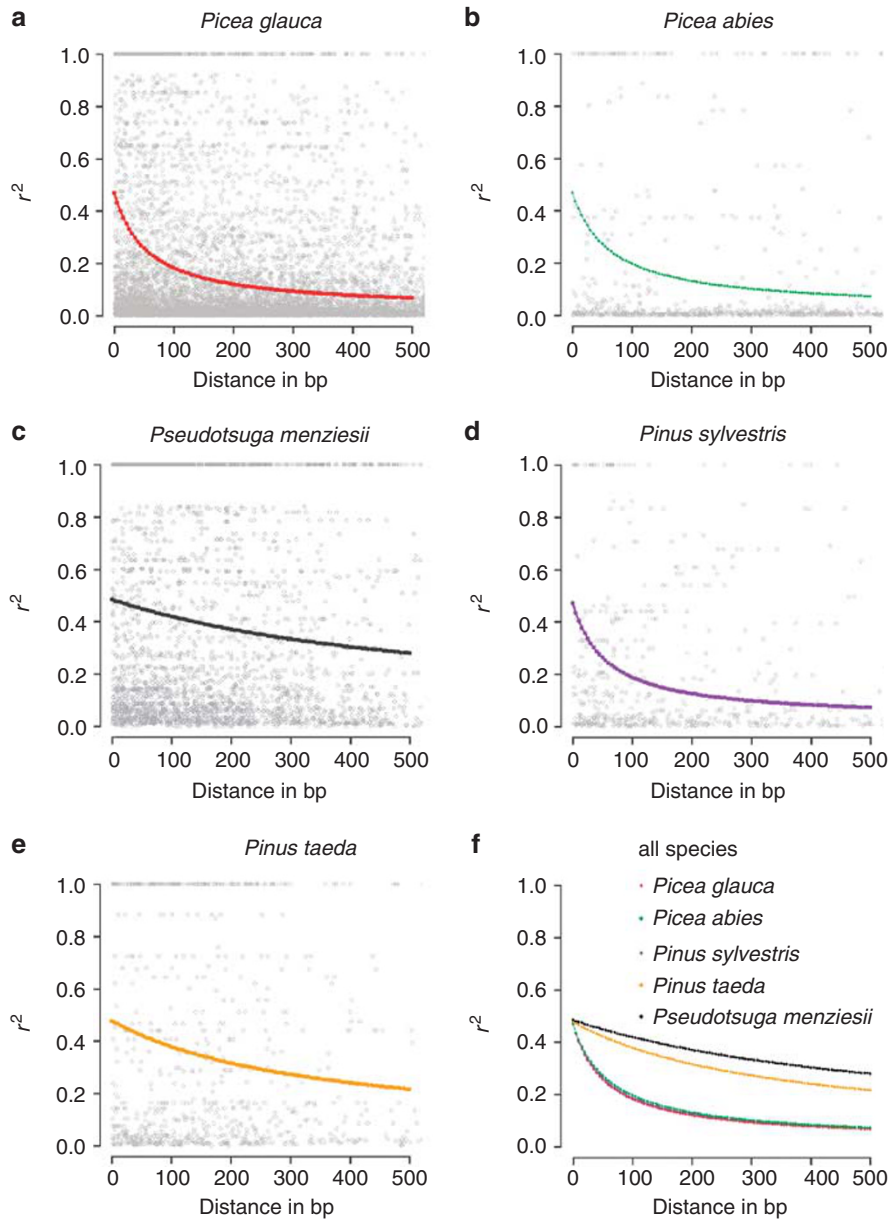 a Picea glauca
r²
1.0
0.8
0.6
0.4
0.2
0.0
0 100 200 300 400 500
Distance in bp
b Picea abies
r²
1.0
0.8
0.6
0.4
0.2
0.0
0 100 200 300 400 500
Distance in bp
c Pseudotsuga menziesii
r²
1.0
0.8
0.6
0.4
0.2
0.0
0 100 200 300 400 500
Distance in bp
d Pinus sylvestris
r²
1.0
0.8
0.6
0.4
0.2
0.0
0 100 200 300 400 500
Distance in bp
e Pinus taeda
r²
1.0
0.8
0.6
0.4
0.2
0.0
0 100 200 300 400 500
Distance in bp
f all species
Picea glauca
Picea abies
Pinus sylvestris
Pinus taeda
Pseudotsuga menziesii
r²
1.0
0.8
0.6
0.4
0.2
0.0
0 100 200 300 400 500
Distance in bp